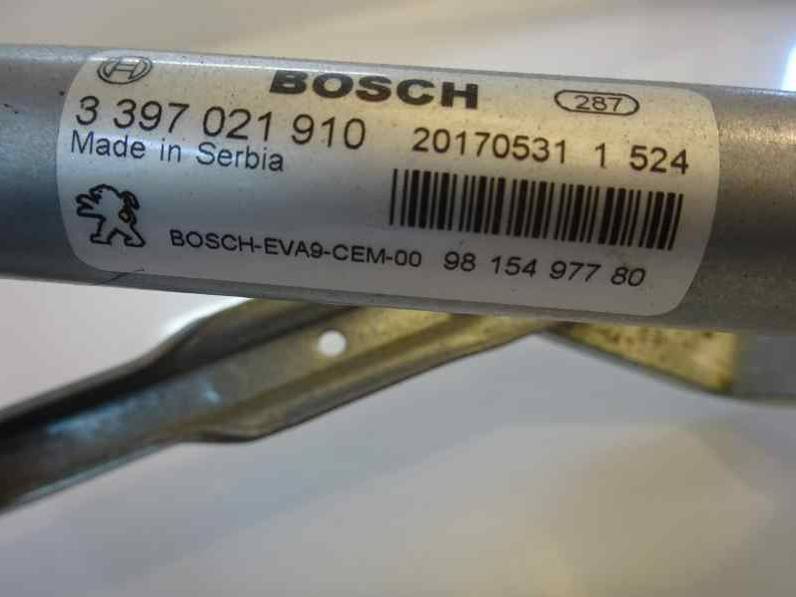 BOSCH 287
3 397 021 910 20170531 1 524
Made in Serbia
BOSCH-EVA9-CEM-00 98 154 977 80